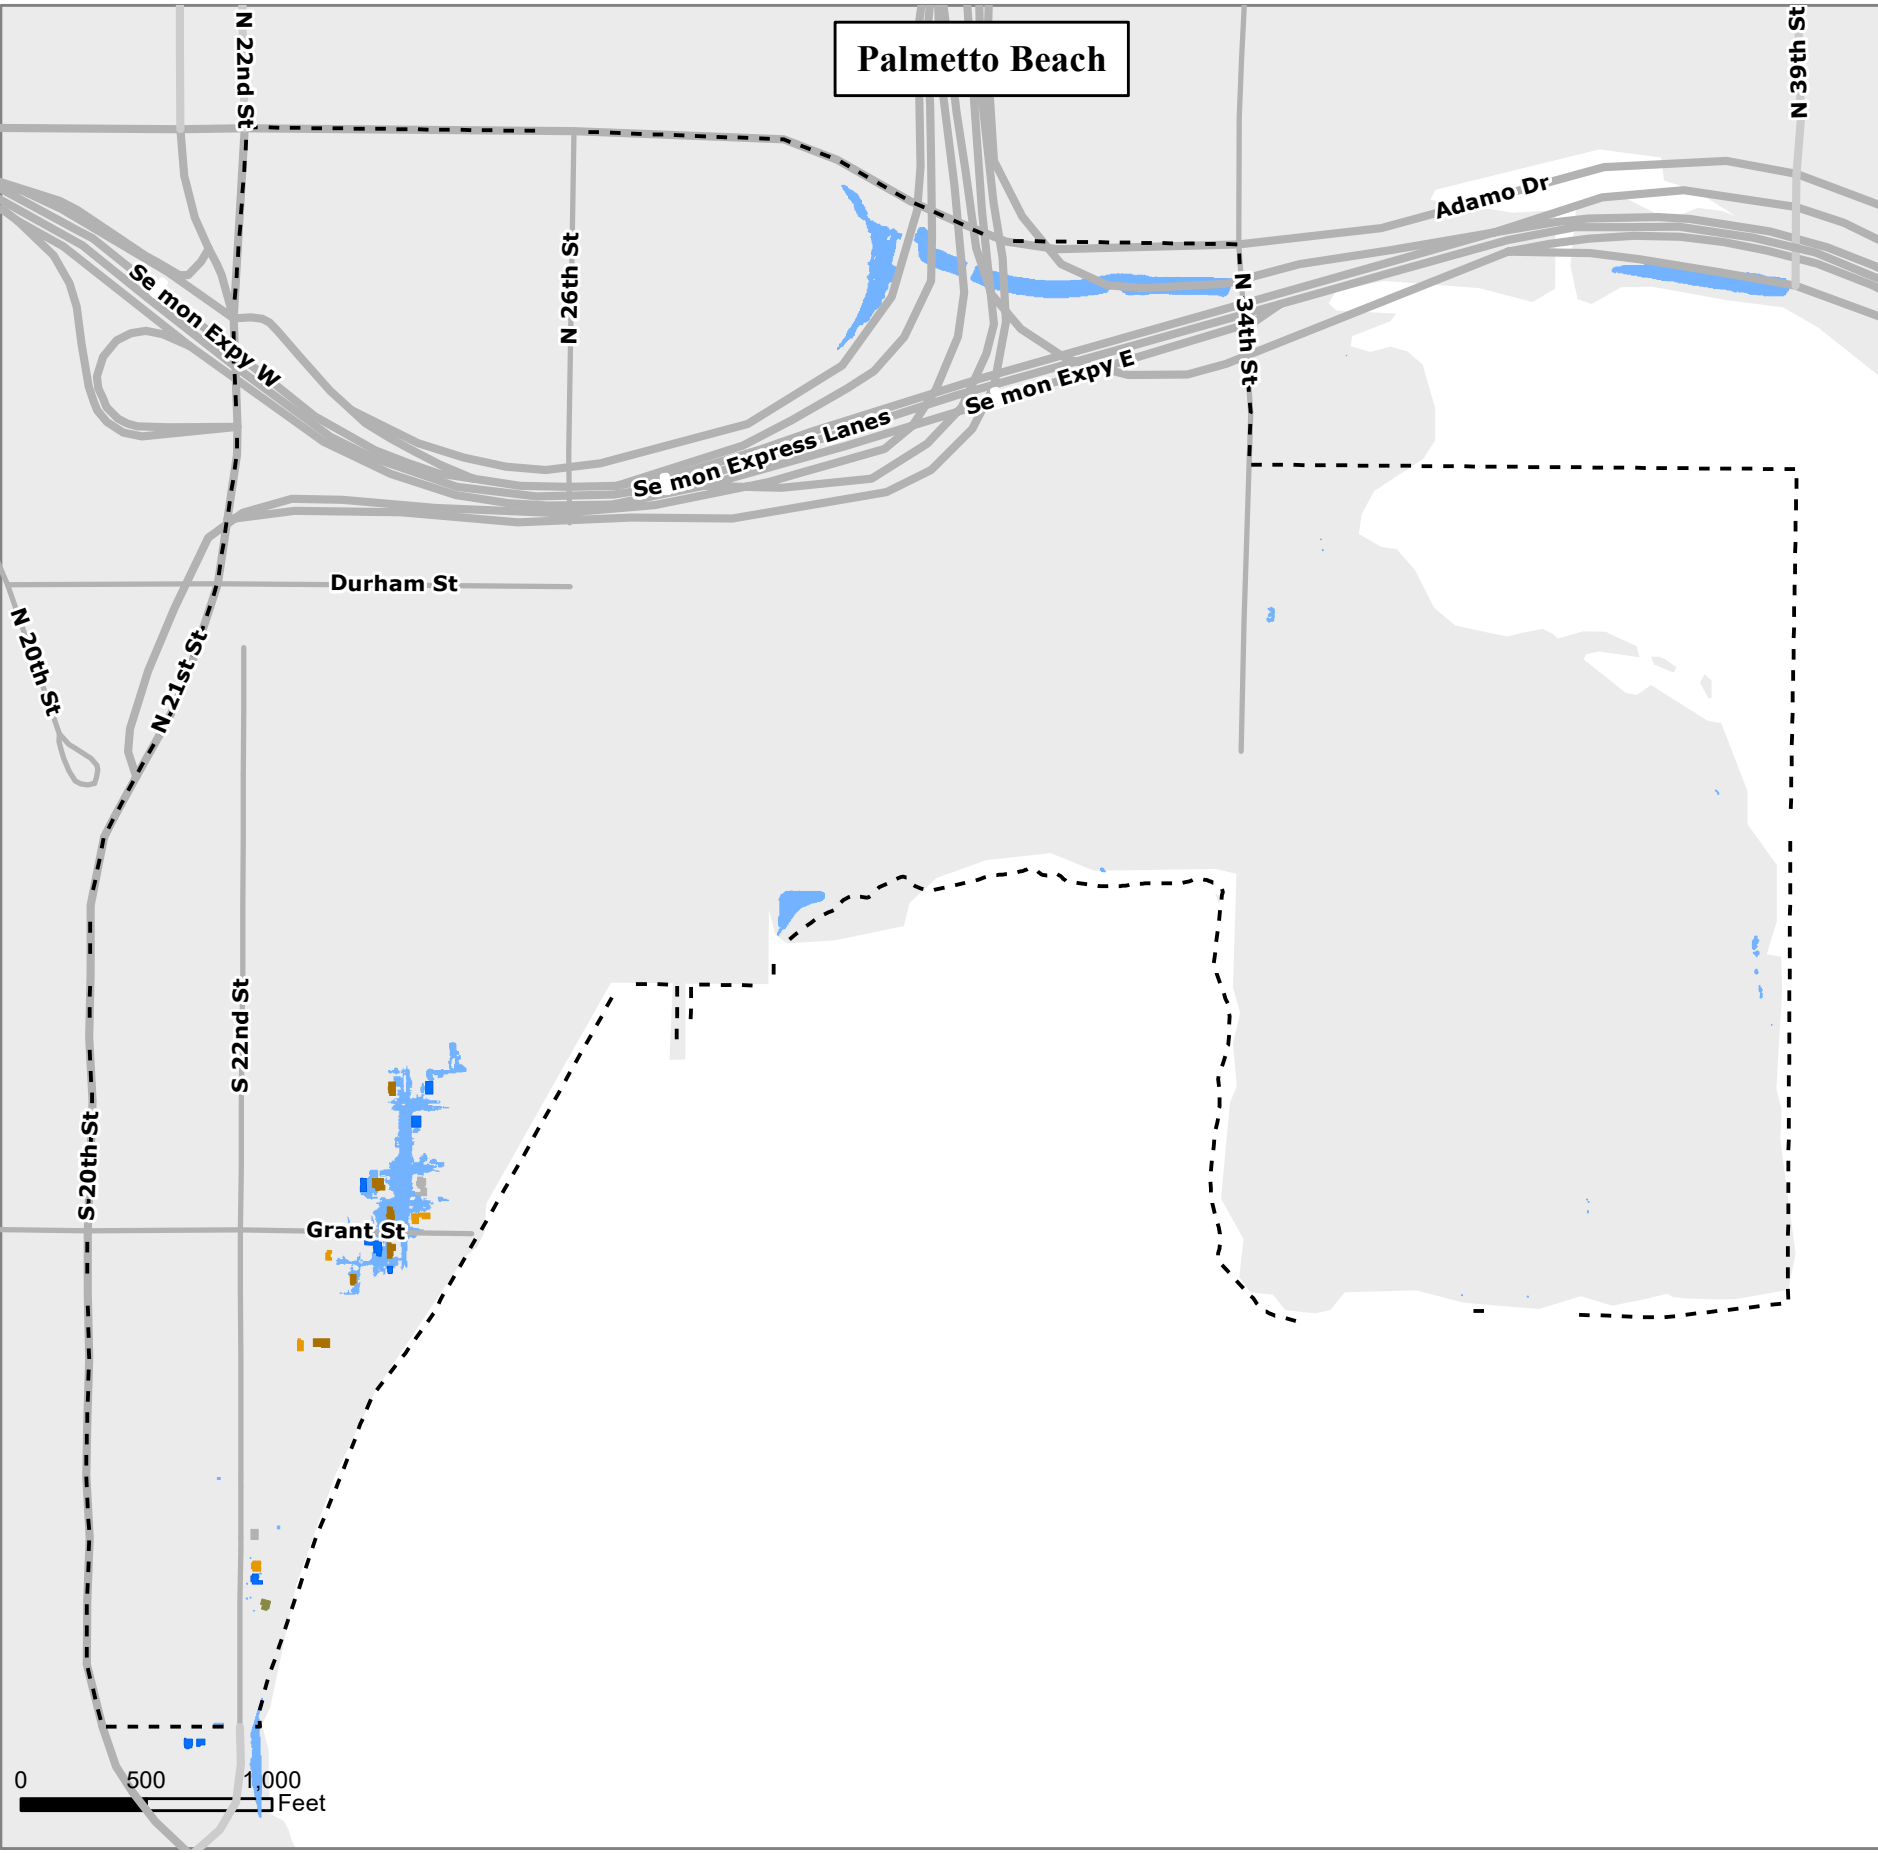 N 22nd St
Palmetto Beach
N 36th St
Adamo Dr
N 26th St
Se mon Expy W
N 34th St
Se mon Expy E
Se mon Express Lanes
Durham St
N 20th St
N 21st St
S 22nd St
S 20th St
Grant St
0 500 1,000
Feet